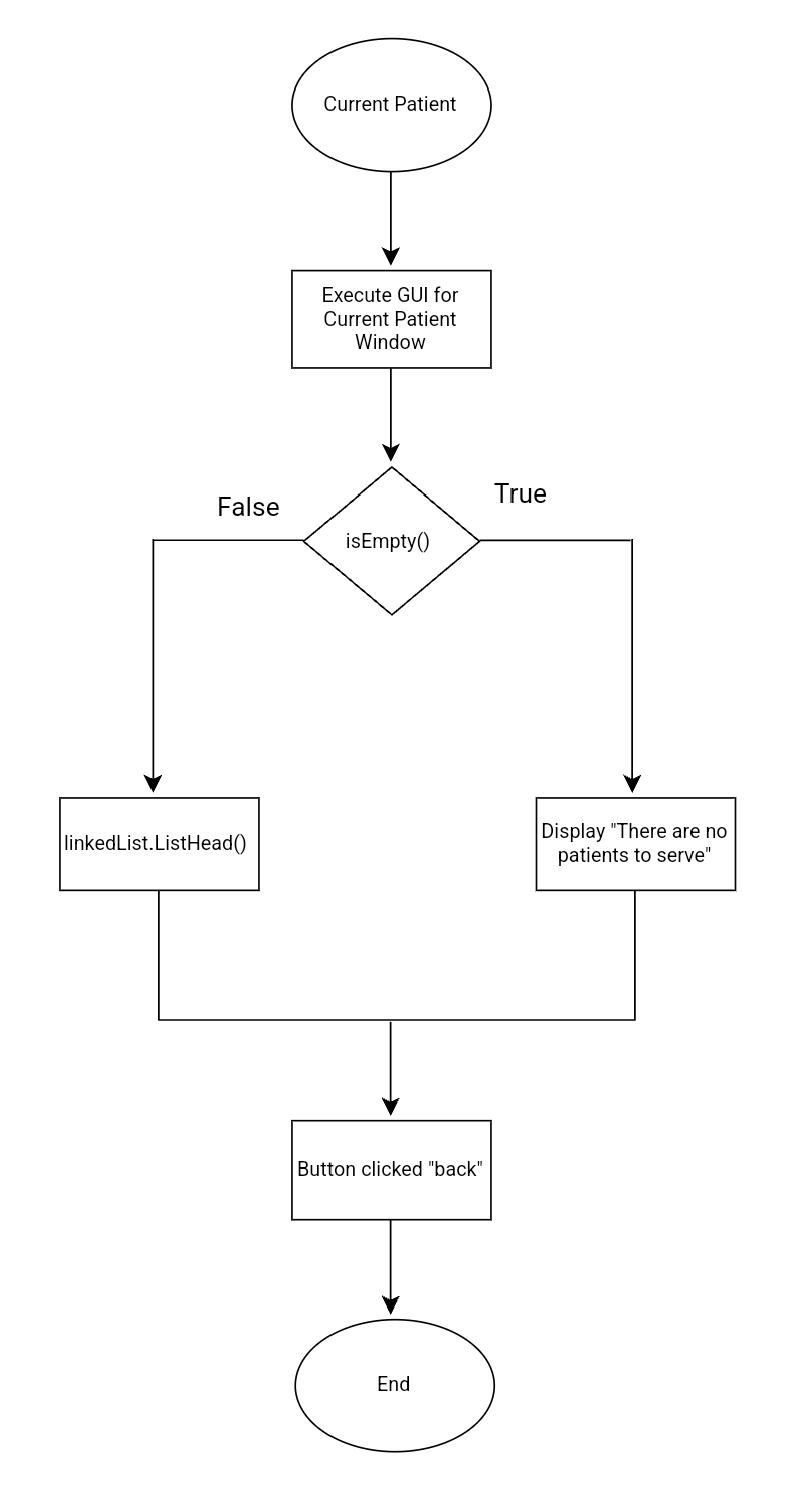 Current Patient
Execute GUI for
Current Patient
Window
False
True
isEmpty()
linkedList.ListHead()
Display "There are no
patients to serve"
Button clicked "back"
End